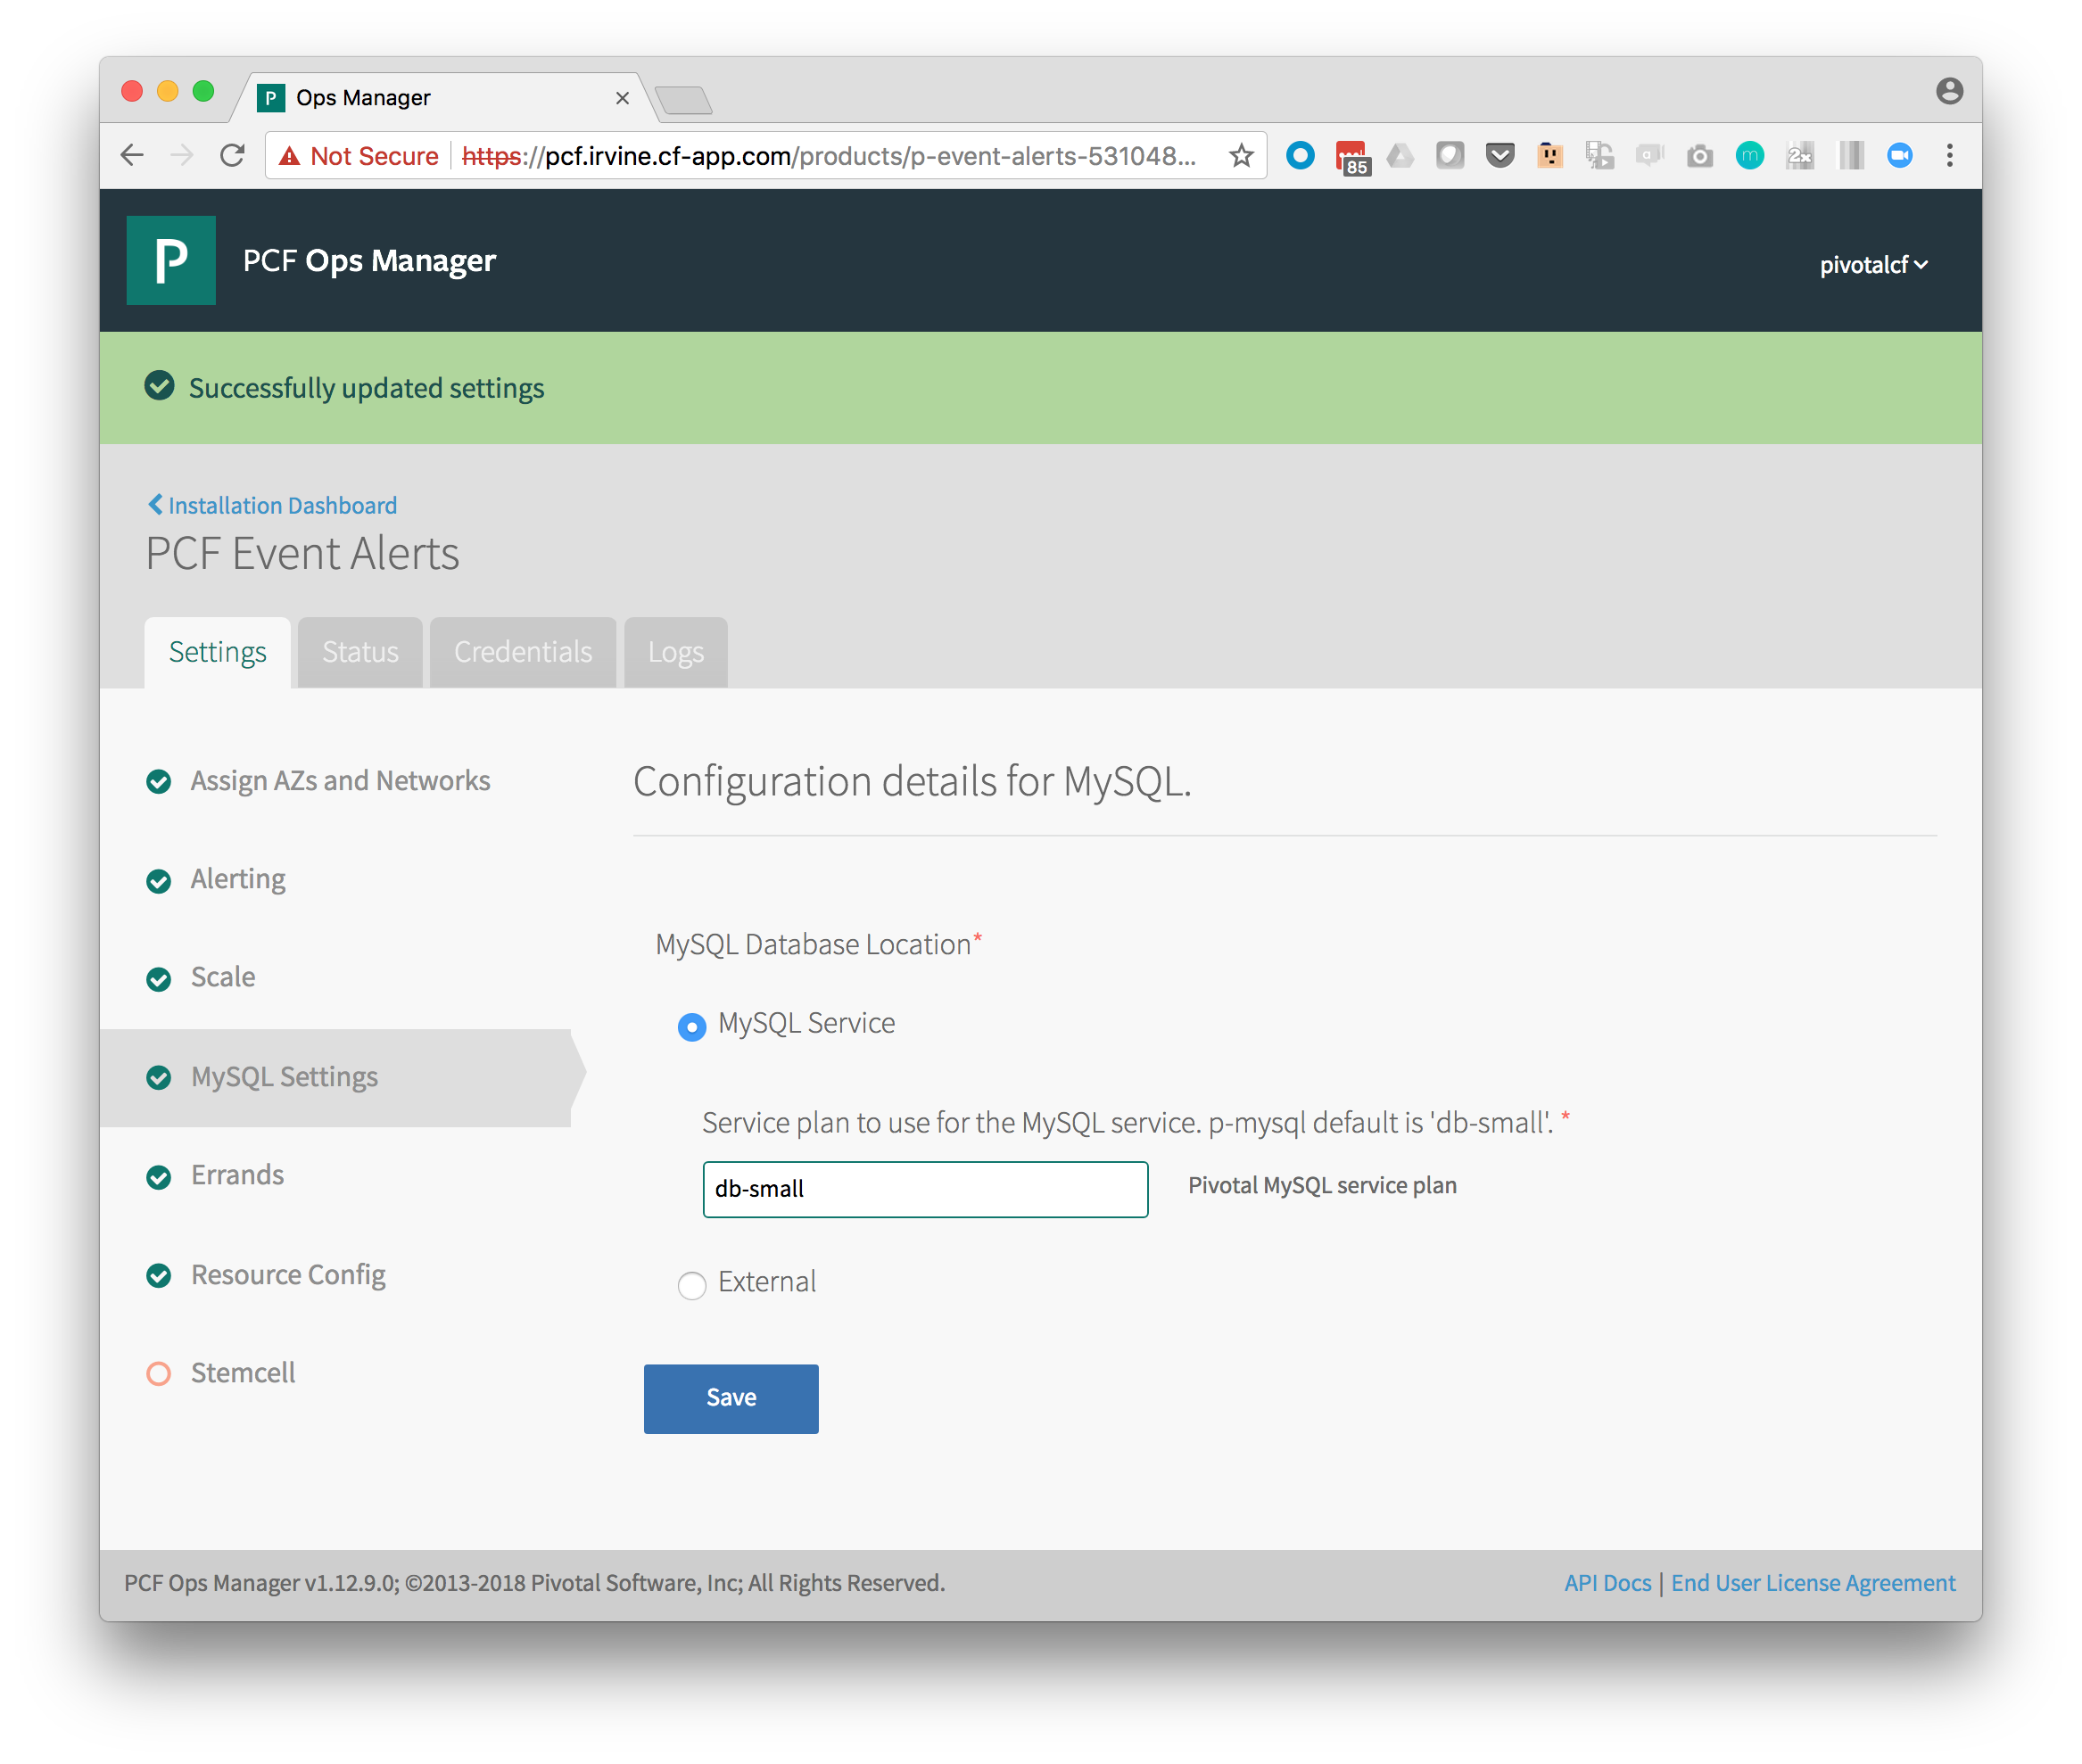 P Ops Manager
Not Secure https://pcf.irvine.cf-app.com/products/p-event-alerts-531048...
85
a
m
2x
P PCF Ops Manager
pivotalcf
Successfully updated settings
Installation Dashboard
PCF Event Alerts
Settings Status Credentials Logs
Assign AZs and Networks
Alerting
Scale
MySQL Settings
Errands
Resource Config
Stemcell
Configuration details for MySQL.
MySQL Database Location*
MySQL Service
Service plan to use for the MySQL service. p-mysql default is 'db-small'. *
db-small
Pivotal MySQL service plan
External
Save
PCF Ops Manager v1.12.9.0; ©2013-2018 Pivotal Software, Inc; All Rights Reserved.
API Docs | End User License Agreement